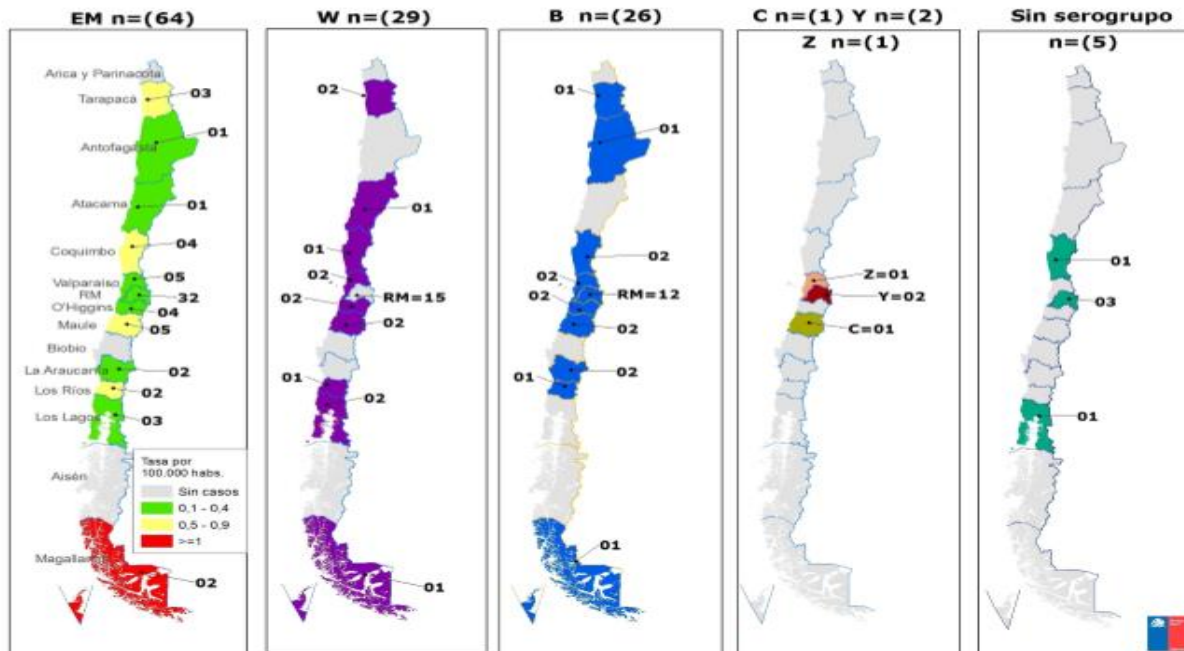 EM n=(64)
Arica y Parinacota
Tarapacá
03
01
Antofagasta
Atacama
01
04
Coquimbo
05
Valparaíso
RM
32
O'Higgins
04
Maule
05
Biobio
La Araucanía
02
Los Ríos
02
Los Lagos
03
Tasa por
100.000 habs.
Sin casos
0,1 - 0,4
0,5 - 0,9
>=1
Aisén
Magallanes
02
W n=(29)
02
01
01
02
RM=15
02
02
01
02
01
B n=(26)
01
01
02
02
RM=12
02
02
02
01
01
C n=(1) Y n=(2)
Z n=(1)
Z=01
Y=02
C=01
Sin serogrupo
n=(5)
01
03
01